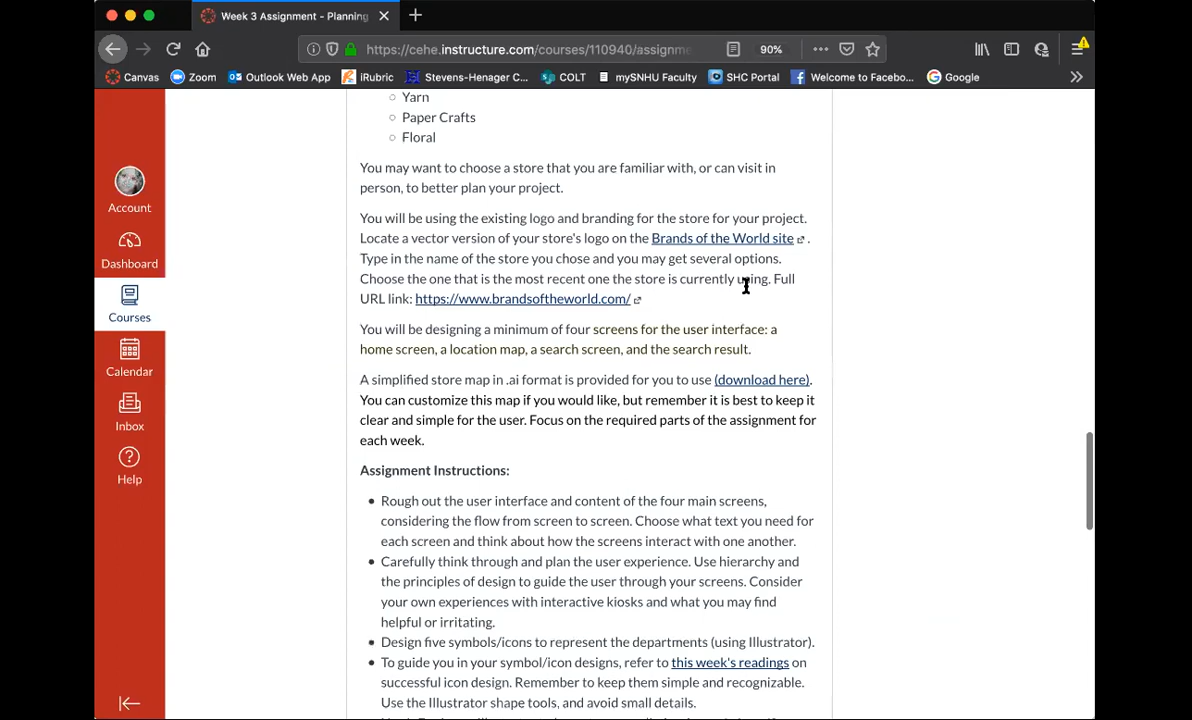 Week 3 Assignment - Planning
https://cehe.instructure.com/courses/110940/assignme
90%
Canvas Zoom Outlook Web App iRubric Stevens-Henager C... COLT mySNHU Faculty SHC Portal Welcome to Facebo... Google
Account
Dashboard
Courses
Calendar
Inbox
Help
Yarn
Paper Crafts
Floral
You may want to choose a store that you are familiar with, or can visit in
person, to better plan your project.
You will be using the existing logo and branding for the store for your project.
Locate a vector version of your store's logo on the Brands of the World site .
Type in the name of the store you chose and you may get several options.
Choose the one that is the most recent one the store is currently using. Full
URL link: https://www.brandsoftheworld.com/
You will be designing a minimum of four screens for the user interface: a
home screen, a location map, a search screen, and the search result.
A simplified store map in .ai format is provided for you to use (download here).
You can customize this map if you would like, but remember it is best to keep it
clear and simple for the user. Focus on the required parts of the assignment for
each week.
Assignment Instructions:
Rough out the user interface and content of the four main screens,
considering the flow from screen to screen. Choose what text you need for
each screen and think about how the screens interact with one another.
Carefully think through and plan the user experience. Use hierarchy and
the principles of design to guide the user through your screens. Consider
your own experiences with interactive kiosks and what you may find
helpful or irritating.
Design five symbols/icons to represent the departments (using Illustrator).
To guide you in your symbol/icon designs, refer to this week's readings on
successful icon design. Remember to keep them simple and recognizable.
Use the Illustrator shape tools, and avoid small details.